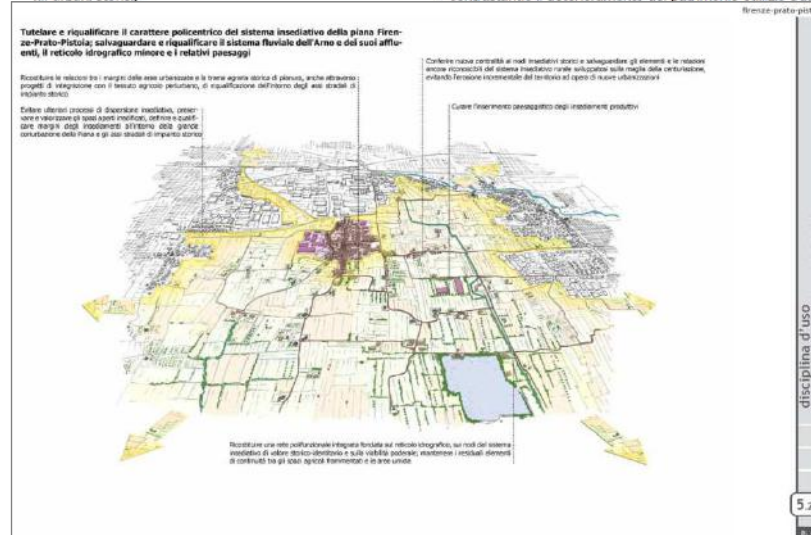 firenze-prato-pist
Tutelare e riqualificare il carattere policentrico del sistema insediativo della piana Firen-
ze-Prato-Pistoia; salvaguardare e riqualificare il sistema fluviale dell'Arno e dei suoi afflu-
enti, il reticolo idrografico minore e i relativi paesaggi
Ricostituire le relazioni tra i margini delle aree urbanizzate e la trama agraria storica di pianura, anche attraverso
progetti di integrazione con il tessuto agricolo periurbano, di riqualificazione dell'intorno degli assi stradali di
impianto storico
Evitare ulteriori processi di dispersione insediativa, preser-
vare e valorizzare gli spazi aperti inedificati, definire e qualifi-
care margini degli insediamenti all'interno della grande
conurbazione della Piana e gli assi stradali di impianto storico
Conferire nuova centralità ai nodi insediativi storici e salvaguardare gli elementi e le relazioni
ancora riconoscibili del sistema insediativo rurale sviluppatosi sulla maglia della centuriazione,
evitando l'erosione incrementale del territorio ad opera di nuove urbanizzazioni
Curare l'inserimento paesaggistico degli insediamenti produttivi
Ricostituire una rete polifunzionale integrata fondata sul reticolo idrografico, sui nodi del sistema
insediativo di valore storico-identitario e sulla viabilità poderale; mantenere i residuali elementi
di continuità tra gli spazi agricoli frammentati e le aree umide
disciplina d'uso
5.2